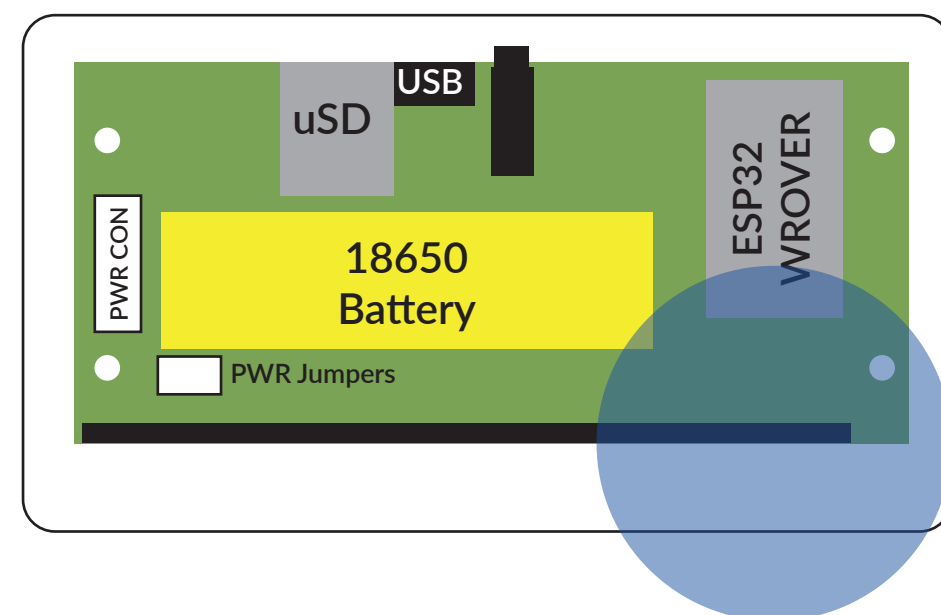 USB
uSD
ESP32
WROVER
PWR CON
18650
Battery
PWR Jumpers